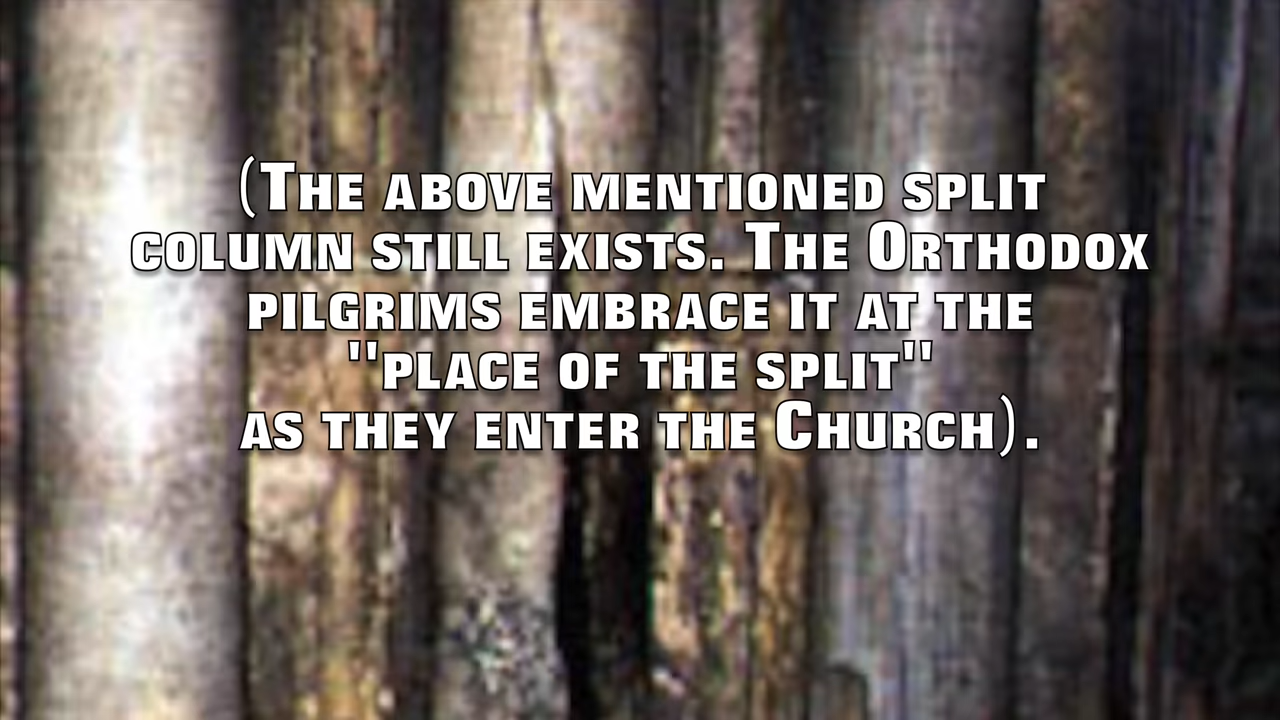 (The above mentioned split
column still exists. The Orthodox
pilgrims embrace it at the
"place of the split"
as they enter the Church).